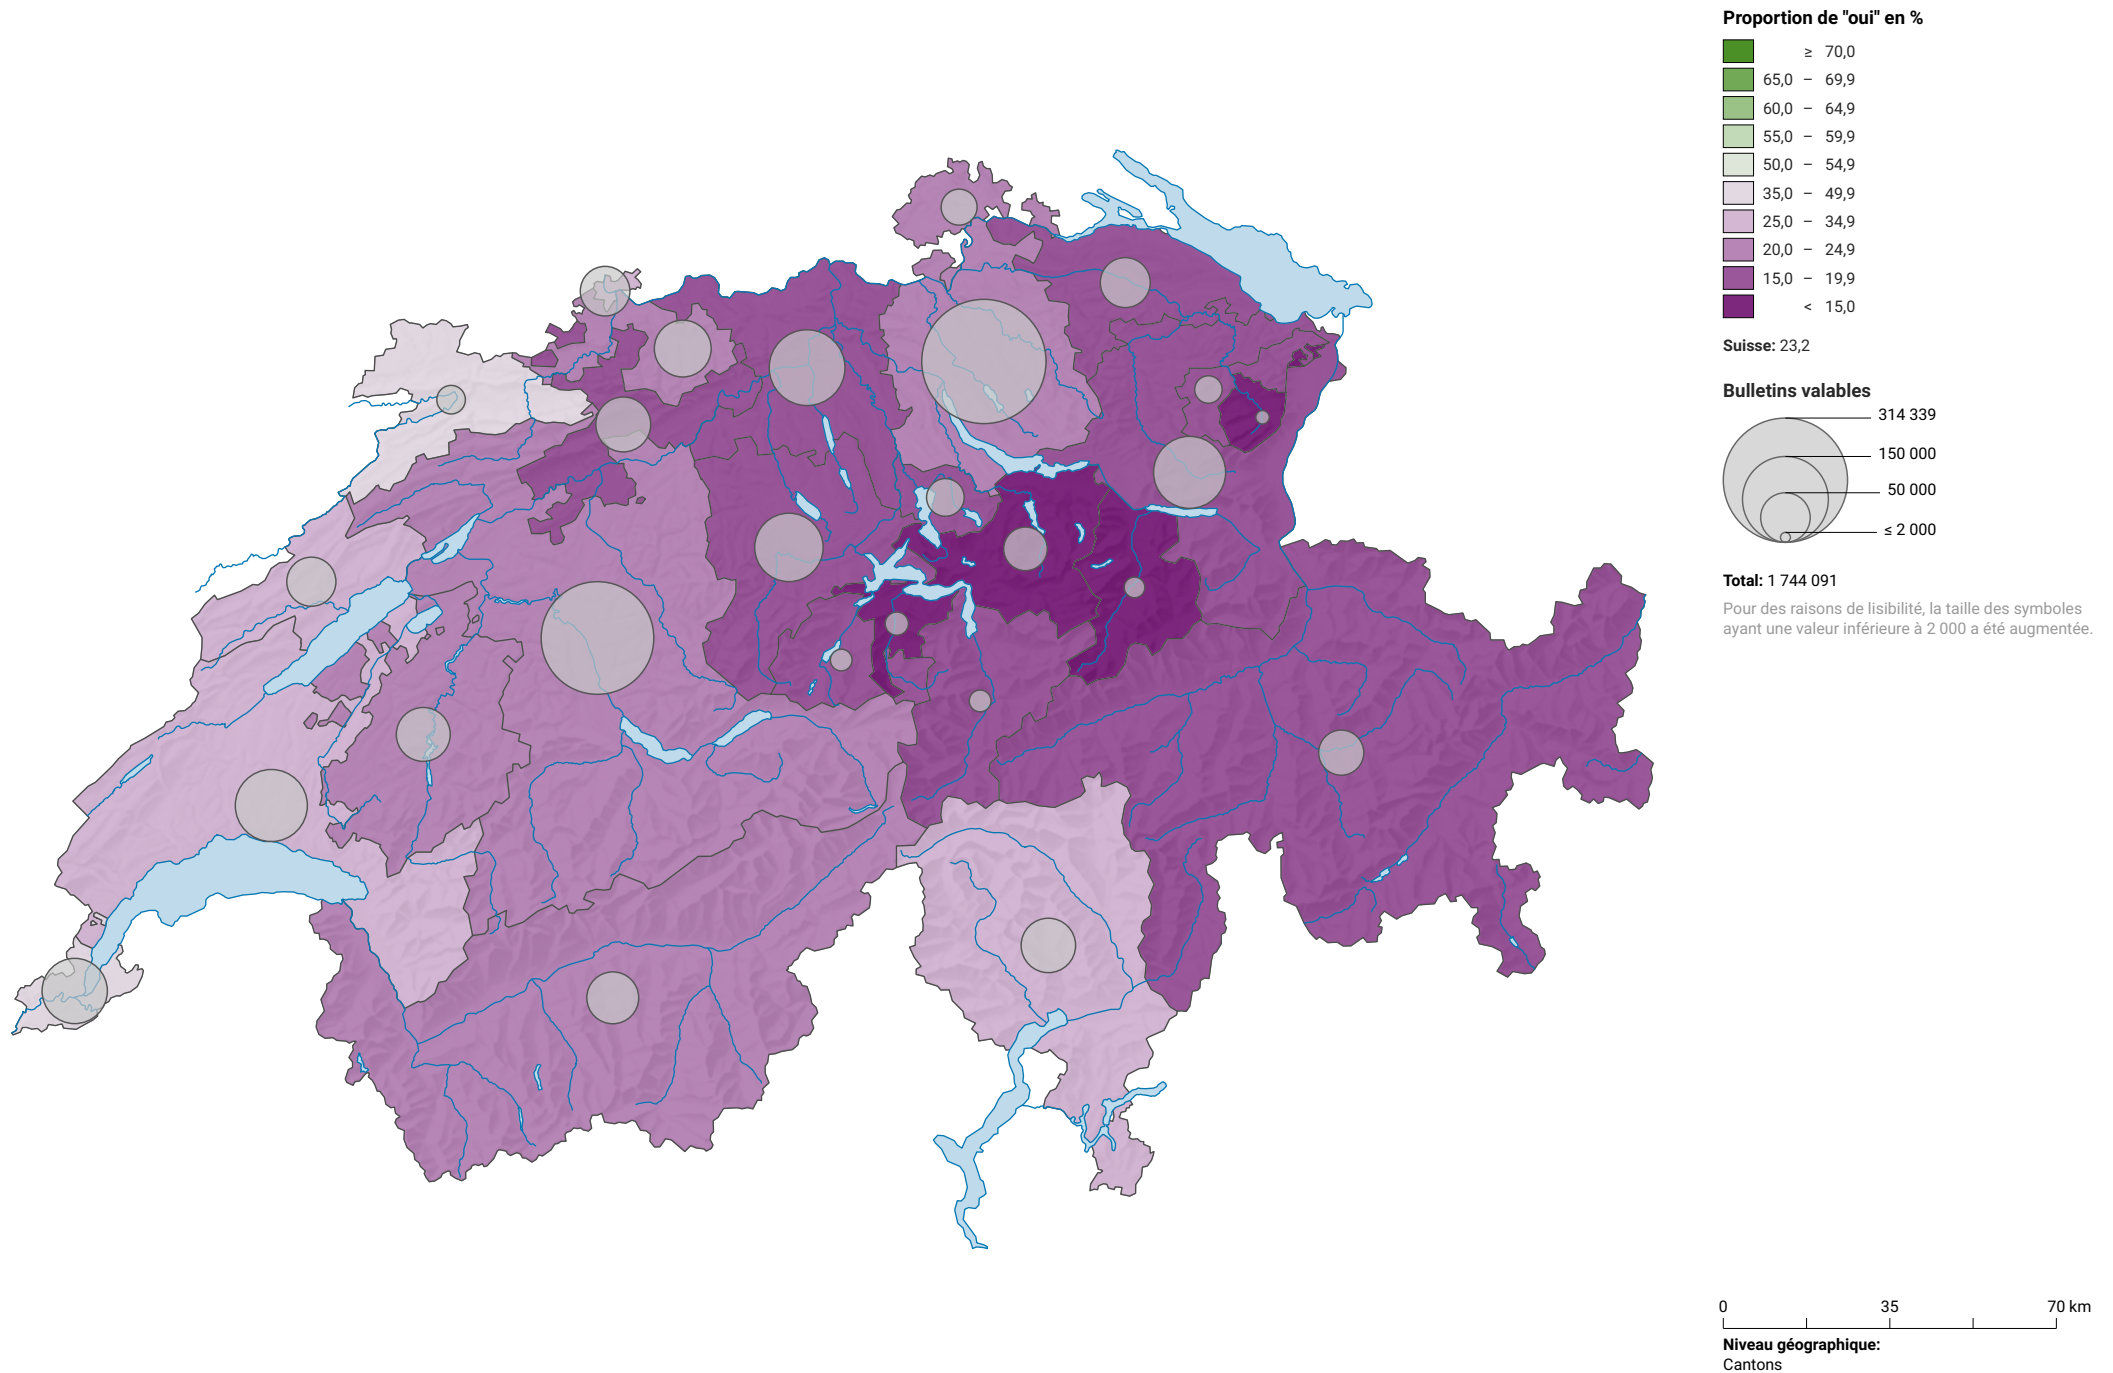 Proportion de "oui" en %
≥ 70,0
65,0 – 69,9
60,0 – 64,9
55,0 – 59,9
50,0 – 54,9
35,0 – 49,9
25,0 – 34,9
20,0 – 24,9
15,0 – 19,9
< 15,0
Suisse: 23,2
Bulletins valables
314 339
150 000
50 000
≤ 2 000
Total: 1 744 091
Pour des raisons de lisibilité, la taille des symboles
ayant une valeur inférieure à 2 000 a été augmentée.
0 35 70 km
Niveau géographique:
Cantons